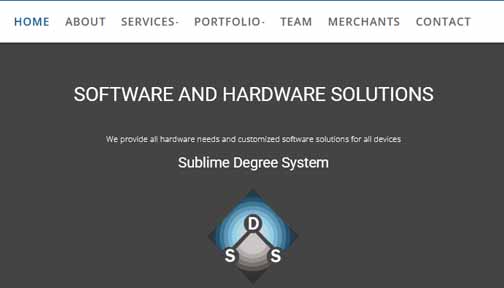 HOME ABOUT SERVICES PORTFOLIO TEAM MERCHANTS CONTACT
SOFTWARE AND HARDWARE SOLUTIONS
We provide all hardware needs and customized software solutions for all devices
Sublime Degree System
D
S S